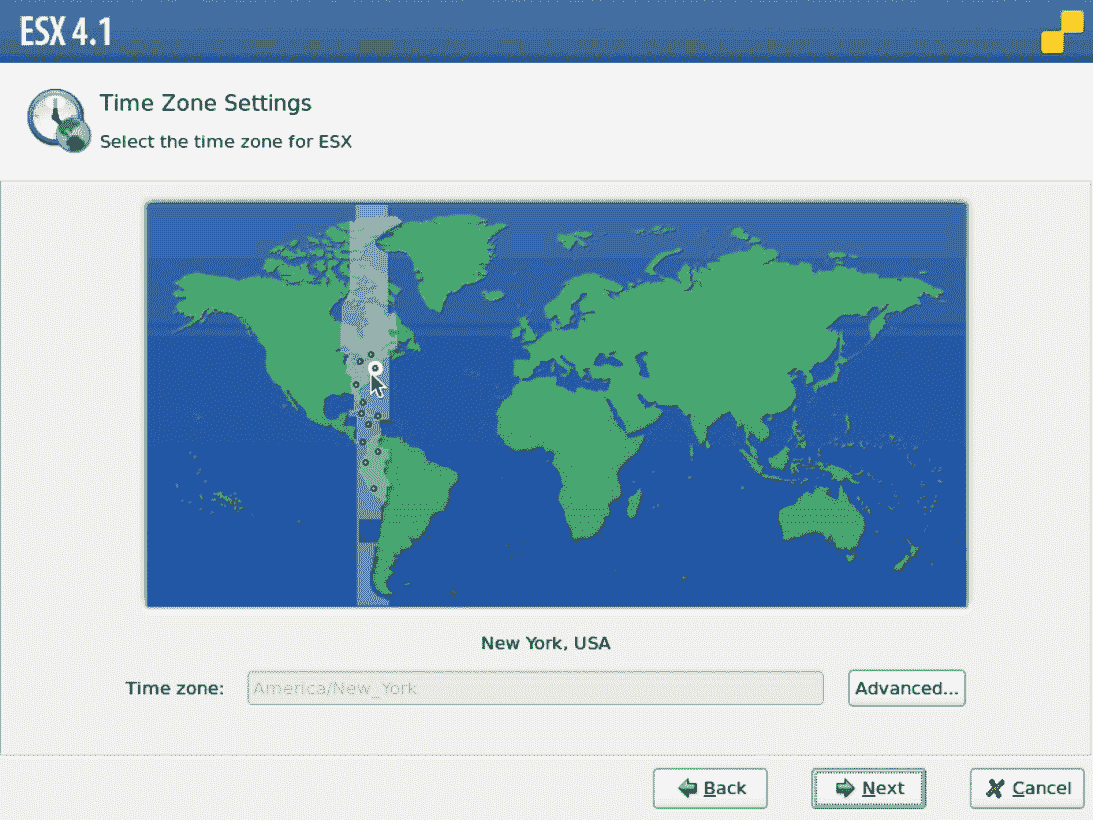 ESX 4.1
Time Zone Settings
Select the time zone for ESX
New York, USA
Time zone: America/New_York Advanced...
Back Next Cancel